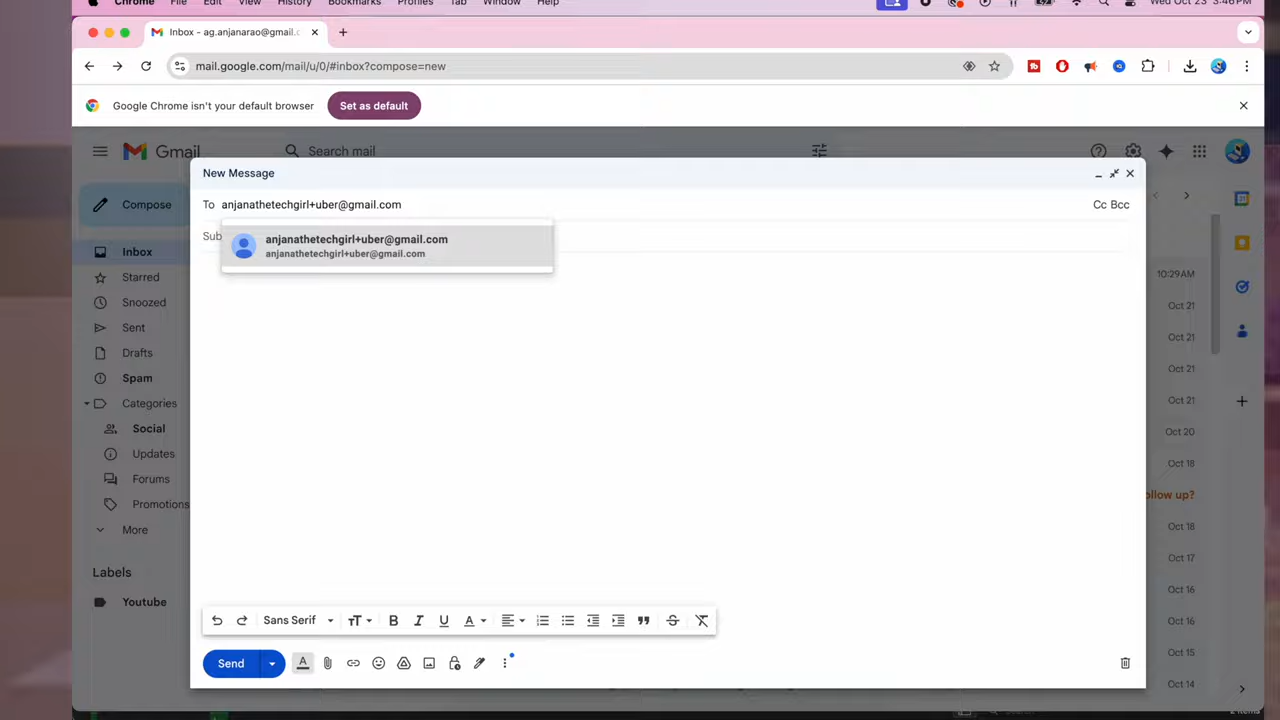 Chrome File Edit View History Bookmarks Profiles Tab Window Help Wed Oct 23 3:46PM
Inbox - ag.anjanarao@gmail.c
mail.google.com/mail/u/0/#inbox?compose=new
Google Chrome isn't your default browser Set as default
Gmail Search mail
New Message
Compose
To anjanathetechgirl+uber@gmail.com Cc Bcc
Sub
anjanathetechgirl+uber@gmail.com
anjanathetechgirl+uber@gmail.com
Inbox
Starred
Snoozed
Sent
Drafts
Spam
Categories
Social
Updates
Forums
Promotions
More
Labels
Youtube
10:29AM
Oct 21
Oct 21
Oct 21
Oct 21
Oct 20
Oct 18
ollow up?
Oct 18
Oct 17
Oct 16
Oct 16
Oct 16
Oct 15
Oct 14
Sans Serif
Send